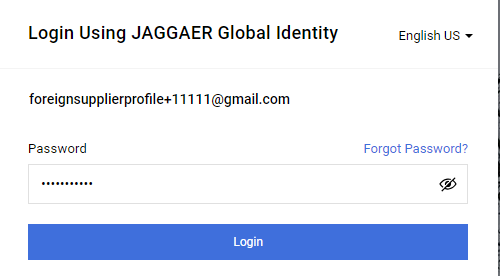 Login Using JAGGAER Global Identity
English US
foreignsupplierprofile+11111@gmail.com
Password
Forgot Password?
•••••••••••
Login